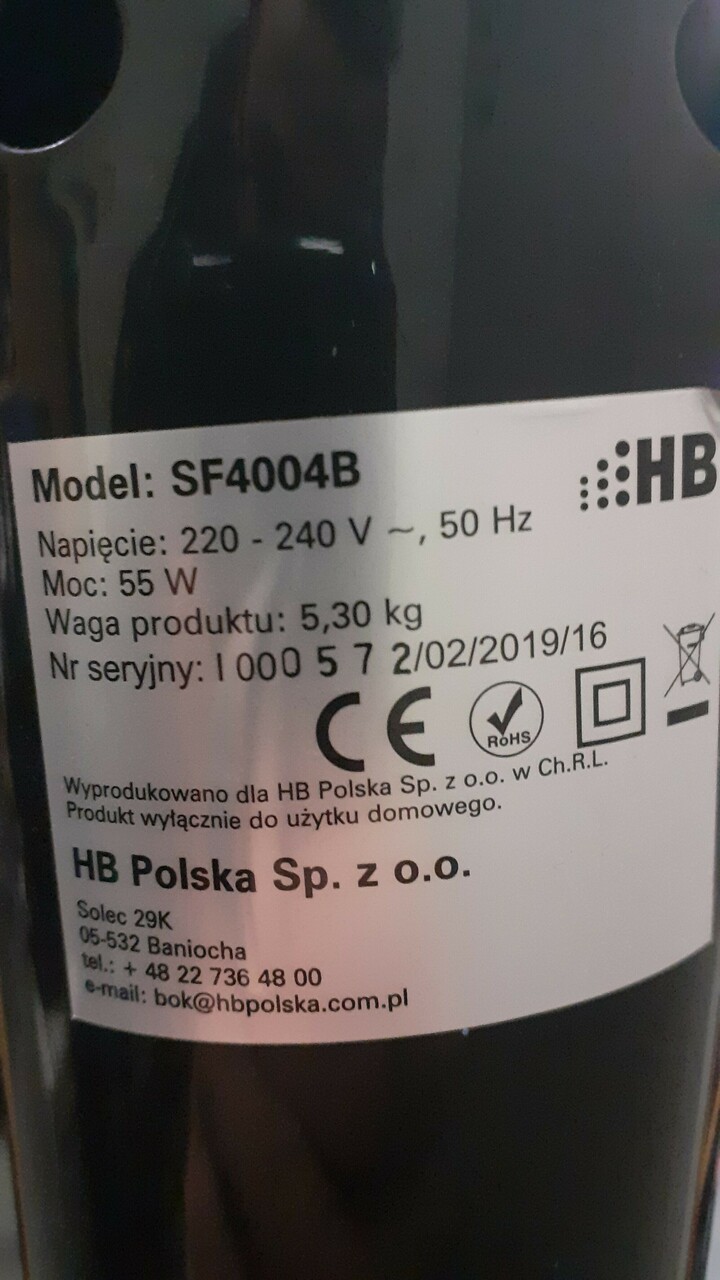 Model: SF4004B
HB
Napięcie: 220 - 240 V ~, 50 Hz
Moc: 55 W
Waga produktu: 5,30 kg
Nr seryjny: I 000 5 7 2/02/2019/16
CE
RoHS
Wyprodukowano dla HB Polska Sp. z o.o. w Ch.R.L.
Produkt wyłącznie do użytku domowego.
HB Polska Sp. z o.o.
Solec 29K
05-532 Baniocha
tel.: + 48 22 736 48 00
e-mail: bok@hbpolska.com.pl